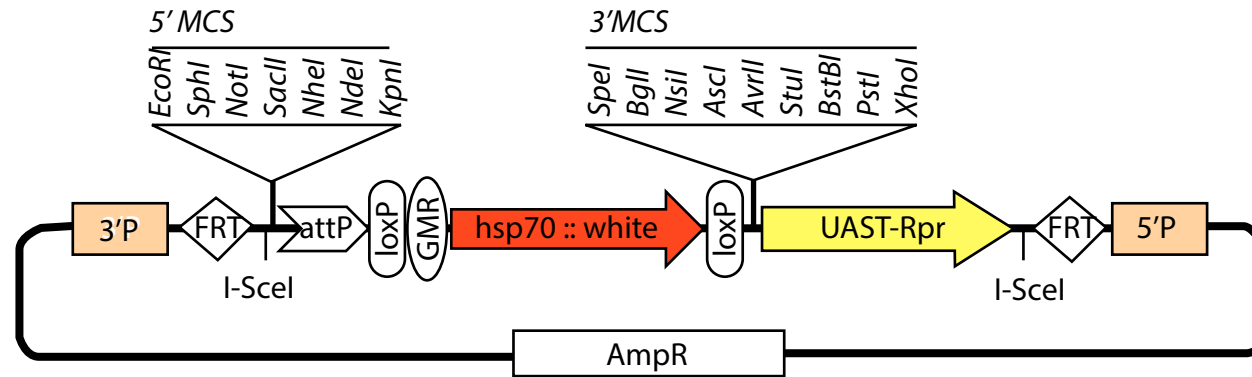 5’ MCS
3’MCS
EcoRI
SphI
NotI
SacII
NheI
NdeI
KpnI
SpeI
BglI
NsiI
AscI
AvrII
StuI
BstBI
PstI
XhoI
3’P
FRT
attP
loxP
GMR
hsp70 :: white
loxP
UAST-Rpr
FRT
5’P
I-SceI
I-SceI
AmpR